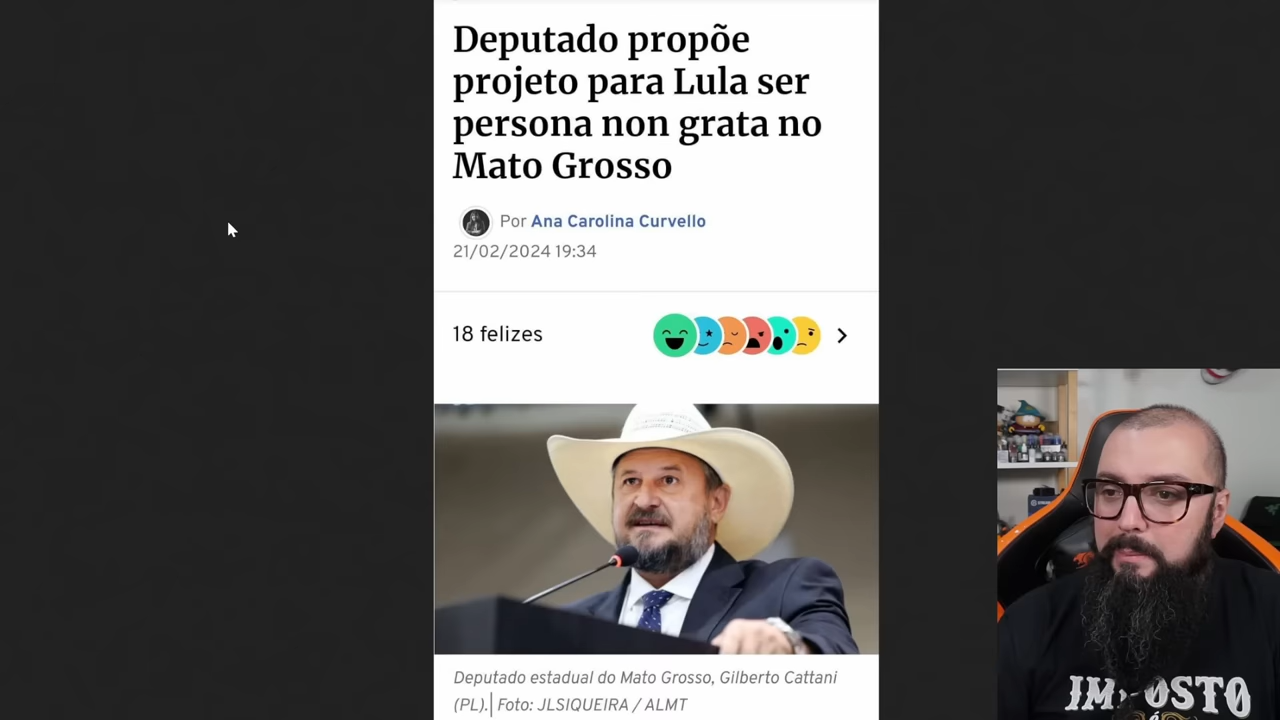 Deputado propõe
projeto para Lula ser
persona non grata no
Mato Grosso
Por Ana Carolina Curvello
21/02/2024 19:34
18 felizes
Deputado estadual do Mato Grosso, Gilberto Cattani
(PL).| Foto: JLSIQUEIRA / ALMT
IMPOSTO
É